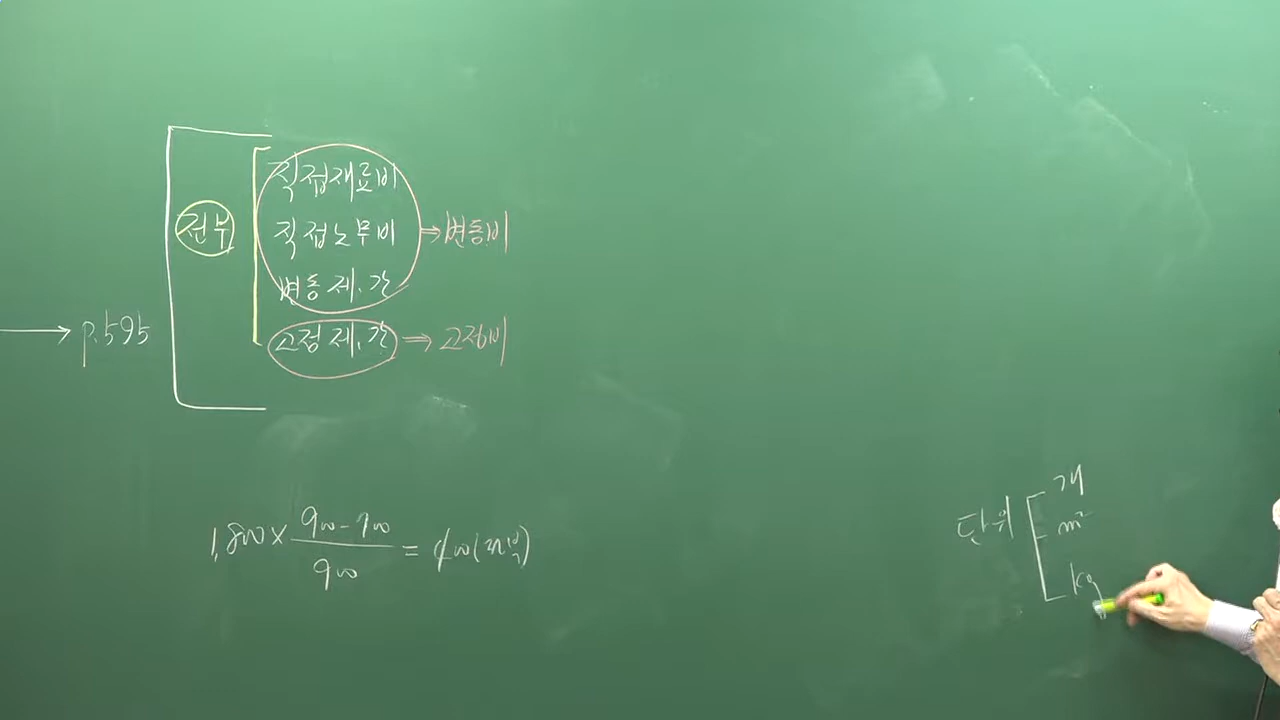 직접재료비
전부 직접노무비 ⇒ 변동비
변동제.간
→ p.595 고정제.간 ⇒ 고정비
1,800 × (900 - 700) / 900 = 400
단위
개
m²
kg